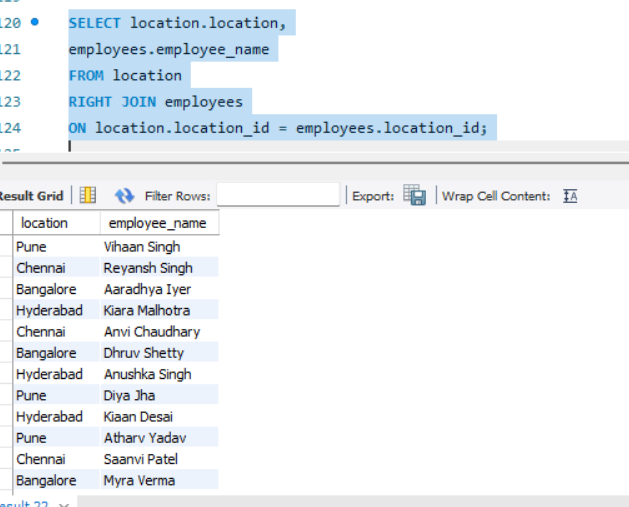 120 SELECT location.location,
121 employees.employee_name
122 FROM location
123 RIGHT JOIN employees
124 ON location.location_id = employees.location_id;
Result Grid Filter Rows: Export: Wrap Cell Content:
location employee_name
Pune Vihaan Singh
Chennai Reyansh Singh
Bangalore Aaradhya Iyer
Hyderabad Kiara Malhotra
Chennai Anvi Chaudhary
Bangalore Dhruv Shetty
Hyderabad Anushka Singh
Pune Diya Jha
Hyderabad Kiaan Desai
Pune Atharv Yadav
Chennai Saanvi Patel
Bangalore Myra Verma